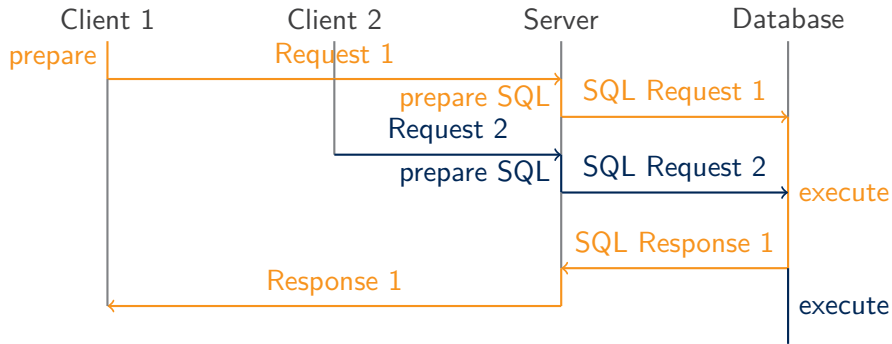 Client 1
Client 2
Server
Database
prepare
Request 1
prepare SQL
SQL Request 1
Request 2
prepare SQL
SQL Request 2
execute
SQL Response 1
Response 1
execute